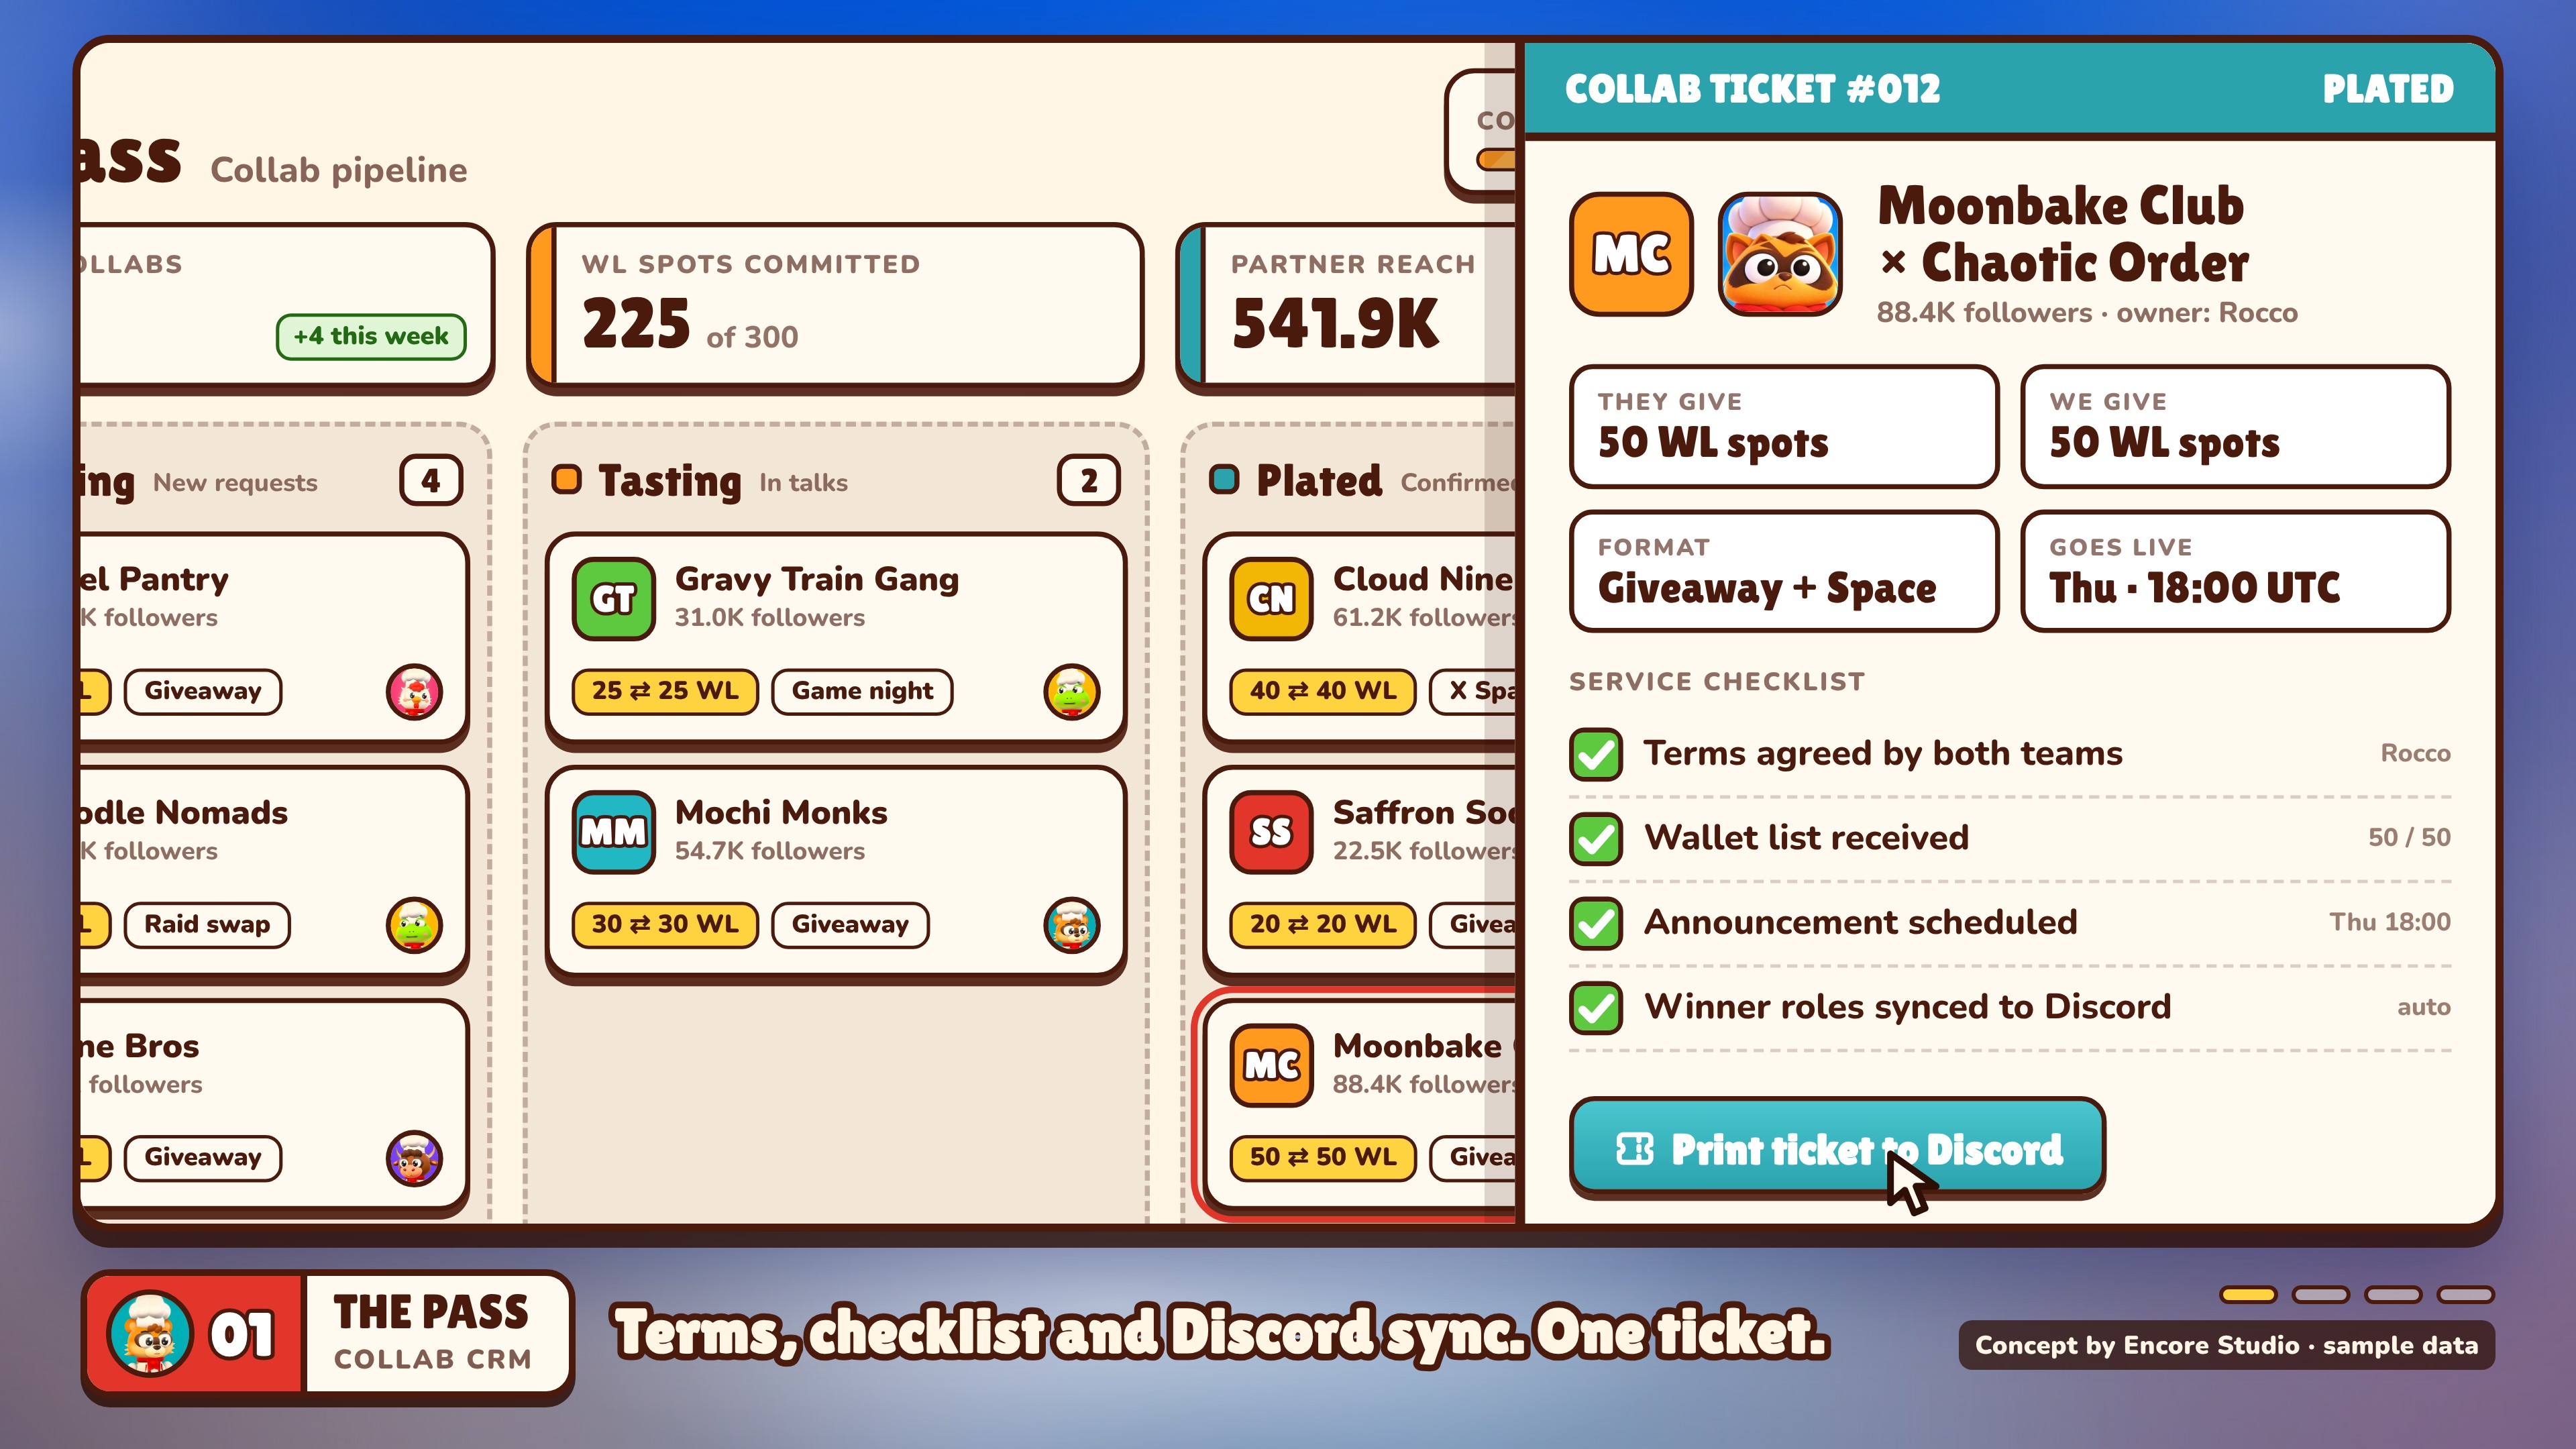 ass Collab pipeline
CO
OLLABS
+4 this week
WL SPOTS COMMITTED
225 of 300
PARTNER REACH
541.9K
ing New requests 4
el Pantry
K followers
L Giveaway
odle Nomads
K followers
L Raid swap
ne Bros
followers
L Giveaway
Tasting In talks 2
GT Gravy Train Gang
31.0K followers
25 ⇄ 25 WL Game night
MM Mochi Monks
54.7K followers
30 ⇄ 30 WL Giveaway
Plated Confirmed
CN Cloud Nine
61.2K followers
40 ⇄ 40 WL X Spa
SS Saffron Soc
22.5K followers
20 ⇄ 20 WL Givea
MC Moonbake
88.4K followers
50 ⇄ 50 WL Givea
COLLAB TICKET #012 PLATED
MC
Moonbake Club
× Chaotic Order
88.4K followers · owner: Rocco
THEY GIVE
50 WL spots
WE GIVE
50 WL spots
FORMAT
Giveaway + Space
GOES LIVE
Thu · 18:00 UTC
SERVICE CHECKLIST
Terms agreed by both teams Rocco
Wallet list received 50 / 50
Announcement scheduled Thu 18:00
Winner roles synced to Discord auto
Print ticket to Discord
01 THE PASS
COLLAB CRM
Terms, checklist and Discord sync. One ticket.
Concept by Encore Studio · sample data